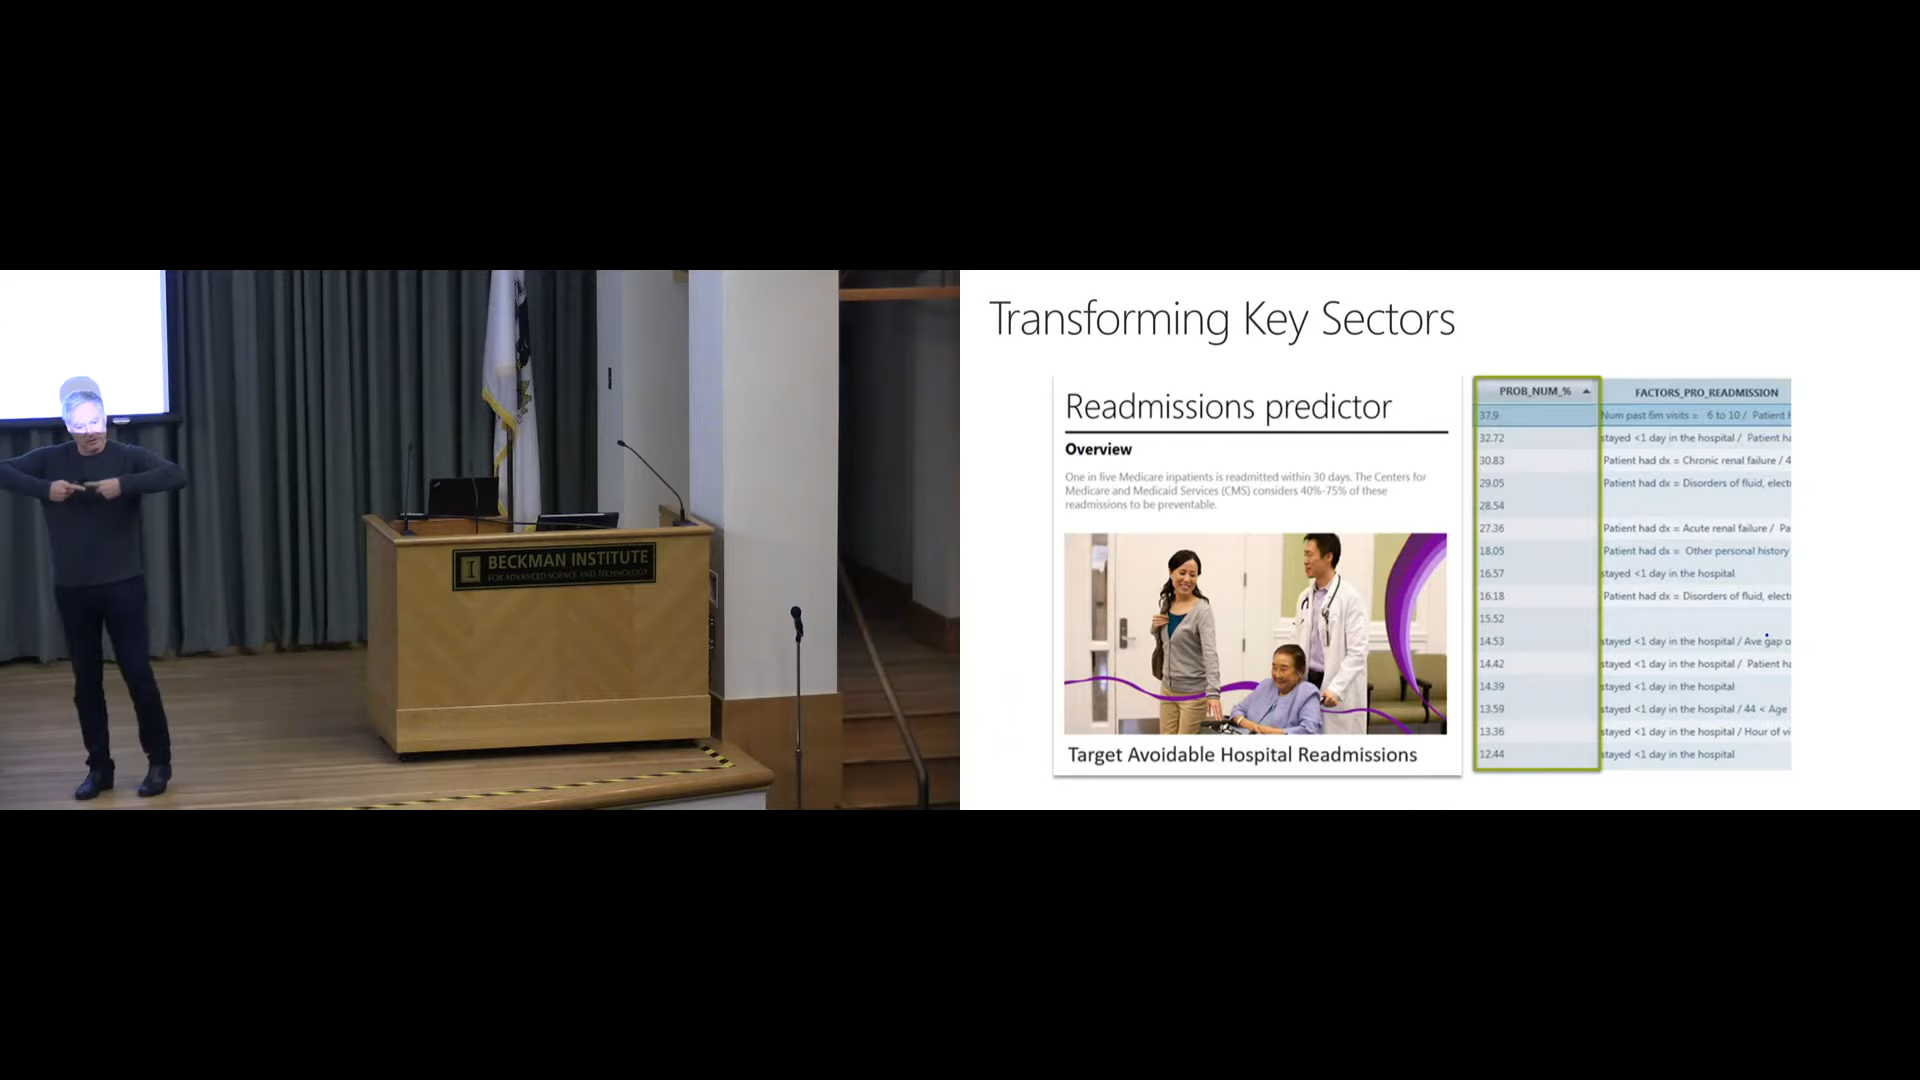 I BECKMAN INSTITUTE
FOR ADVANCED SCIENCE AND TECHNOLOGY
Transforming Key Sectors
Readmissions predictor
Overview
One in five Medicare inpatients is readmitted within 30 days. The Centers for
Medicare and Medicaid Services (CMS) considers 40%-75% of these
readmissions to be preventable.
Target Avoidable Hospital Readmissions
PROB_NUM_% FACTORS_PRO_READMISSION
37.9 Num past 6m visits = 6 to 10 / Patient
32.72 stayed <1 day in the hospital / Patient ha
30.83 Patient had dx = Chronic renal failure / 4
29.05 Patient had dx = Disorders of fluid, elect
28.54
27.36 Patient had dx = Acute renal failure / Pa
18.05 Patient had dx = Other personal history
16.57 stayed <1 day in the hospital
16.18 Patient had dx = Disorders of fluid, elect
15.52
14.53 stayed <1 day in the hospital / Ave gap o
14.42 stayed <1 day in the hospital / Patient ha
14.39 stayed <1 day in the hospital
13.59 stayed <1 day in the hospital / 44 < Age
13.36 stayed <1 day in the hospital / Hour of vi
12.44 stayed <1 day in the hospital